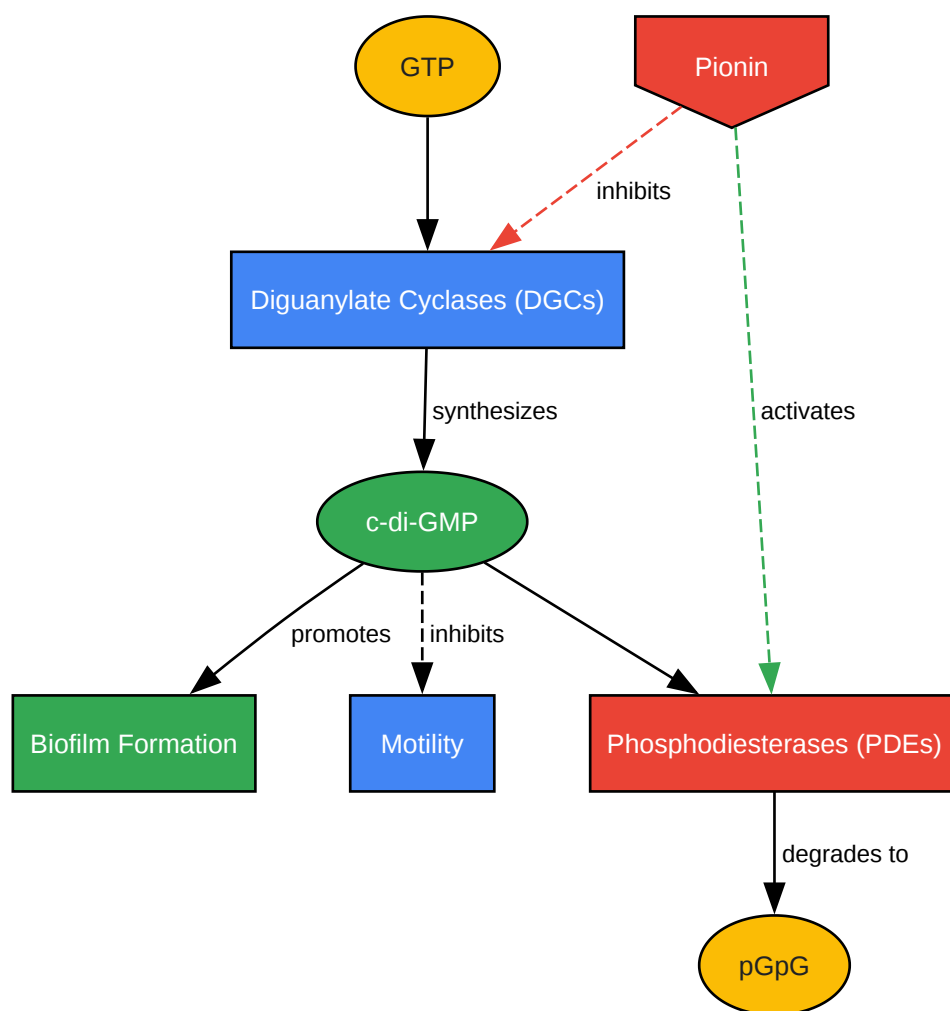 GTP
Pionin
inhibits
Diguanylate Cyclases (DGCs)
synthesizes
activates
c-di-GMP
promotes
inhibits
Biofilm Formation
Motility
Phosphodiesterases (PDEs)
degrades to
pGpG